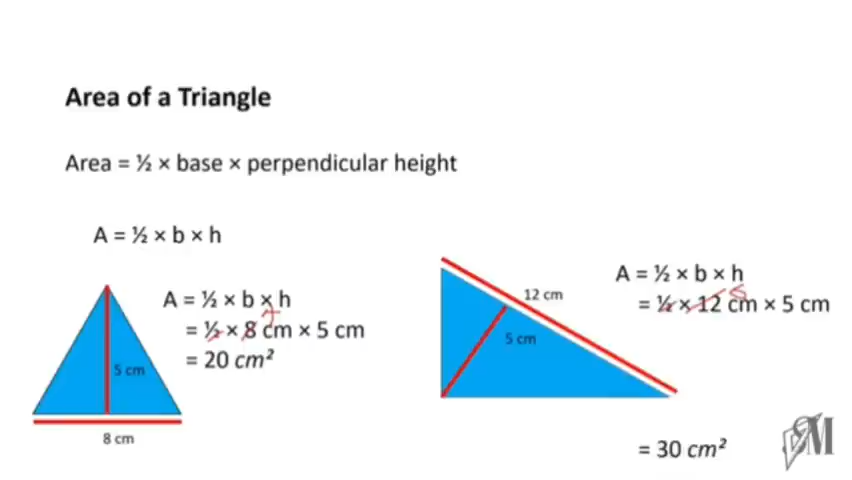 Area of a Triangle
Area = ½ × base × perpendicular height
A = ½ × b × h
A = ½ × b × h
= ½ × 8 cm × 5 cm
= 20 cm²
5 cm
8 cm
12 cm
5 cm
A = ½ × b × h
= ½ × 12 cm × 5 cm
= 30 cm²
M